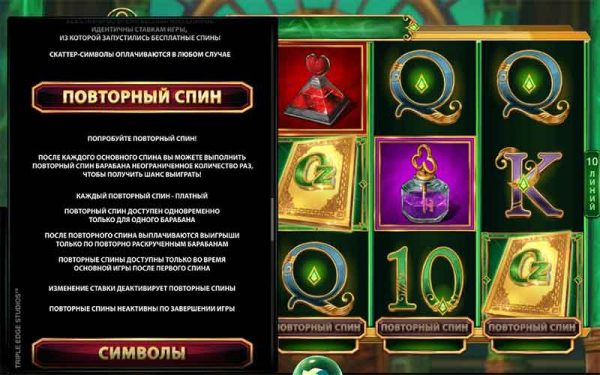 ИДЕНТИЧНЫ СТАВКАМ ИГРЫ,
ИЗ КОТОРОЙ ЗАПУСТИЛИСЬ БЕСПЛАТНЫЕ СПИНЫ
СКАТТЕР-СИМВОЛЫ ОПЛАЧИВАЮТСЯ В ЛЮБОМ СЛУЧАЕ
ПОВТОРНЫЙ СПИН
ПОПРОБУЙТЕ ПОВТОРНЫЙ СПИН!
ПОСЛЕ КАЖДОГО ОСНОВНОГО СПИНА ВЫ МОЖЕТЕ ВЫПОЛНИТЬ
ПОВТОРНЫЙ СПИН БАРАБАНА НЕОГРАНИЧЕННОЕ КОЛИЧЕСТВО РАЗ,
ЧТОБЫ ПОЛУЧИТЬ ШАНС ВЫИГРАТЬ
КАЖДЫЙ ПОВТОРНЫЙ СПИН - ПЛАТНЫЙ
ПОВТОРНЫЙ СПИН ДОСТУПЕН ОДНОВРЕМЕННО
ТОЛЬКО ДЛЯ ОДНОГО БАРАБАНА
ПОСЛЕ ПОВТОРНОГО СПИНА ВЫПЛАЧИВАЮТСЯ ВЫИГРЫШИ
ТОЛЬКО ПО ПОВТОРНО РАСКРУЧЕННЫМ БАРАБАНАМ
ПОВТОРНЫЕ СПИНЫ ДОСТУПНЫ ТОЛЬКО ВО ВРЕМЯ
ОСНОВНОЙ ИГРЫ ПОСЛЕ ПЕРВОГО СПИНА
ИЗМЕНЕНИЕ СТАВКИ ДЕАКТИВИРУЕТ ПОВТОРНЫЕ СПИНЫ
ПОВТОРНЫЕ СПИНЫ НЕАКТИВНЫ ПО ЗАВЕРШЕНИИ ИГРЫ
СИМВОЛЫ
TRIPLE EDGE STUDIOS™
Q Q
OZ K
Q 10 OZ
ПОВТОРНЫЙ СПИН ПОВТОРНЫЙ СПИН ПОВТОРНЫЙ СПИН
10 ЛИНИЙ